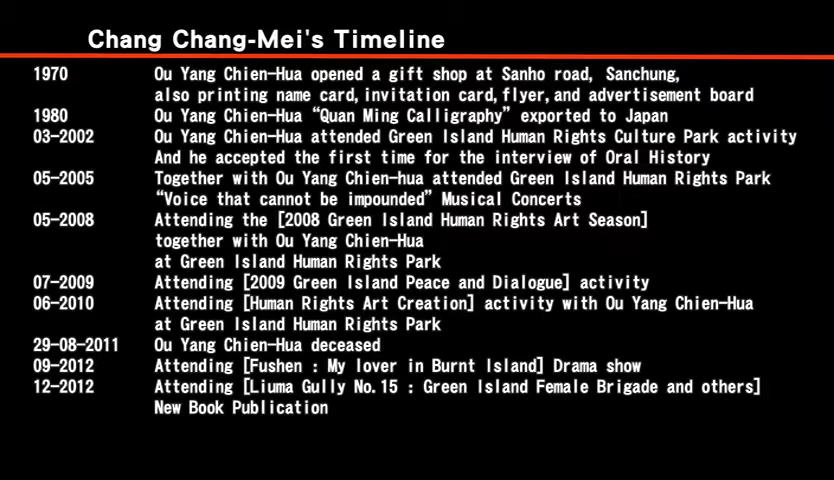 Chang Chang-Mei's Timeline
1970 Ou Yang Chien-Hua opened a gift shop at Sanho road, Sanchung,
also printing name card,invitation card,flyer,and advertisement board
1980 Ou Yang Chien-Hua “Quan Ming Calligraphy” exported to Japan
03-2002 Ou Yang Chien-Hua attended Green Island Human Rights Culture Park activity
And he accepted the first time for the interview of Oral History
05-2005 Together with Ou Yang Chien-hua attended Green Island Human Rights Park
“Voice that cannot be impounded” Musical Concerts
05-2008 Attending the [2008 Green Island Human Rights Art Season]
together with Ou Yang Chien-Hua
at Green Island Human Rights Park
07-2009 Attending [2009 Green Island Peace and Dialogue] activity
06-2010 Attending [Human Rights Art Creation] activity with Ou Yang Chien-Hua
at Green Island Human Rights Park
29-08-2011 Ou Yang Chien-Hua deceased
09-2012 Attending [Fushen : My lover in Burnt Island] Drama show
12-2012 Attending [Liuma Gully No.15 : Green Island Female Brigade and others]
New Book Publication